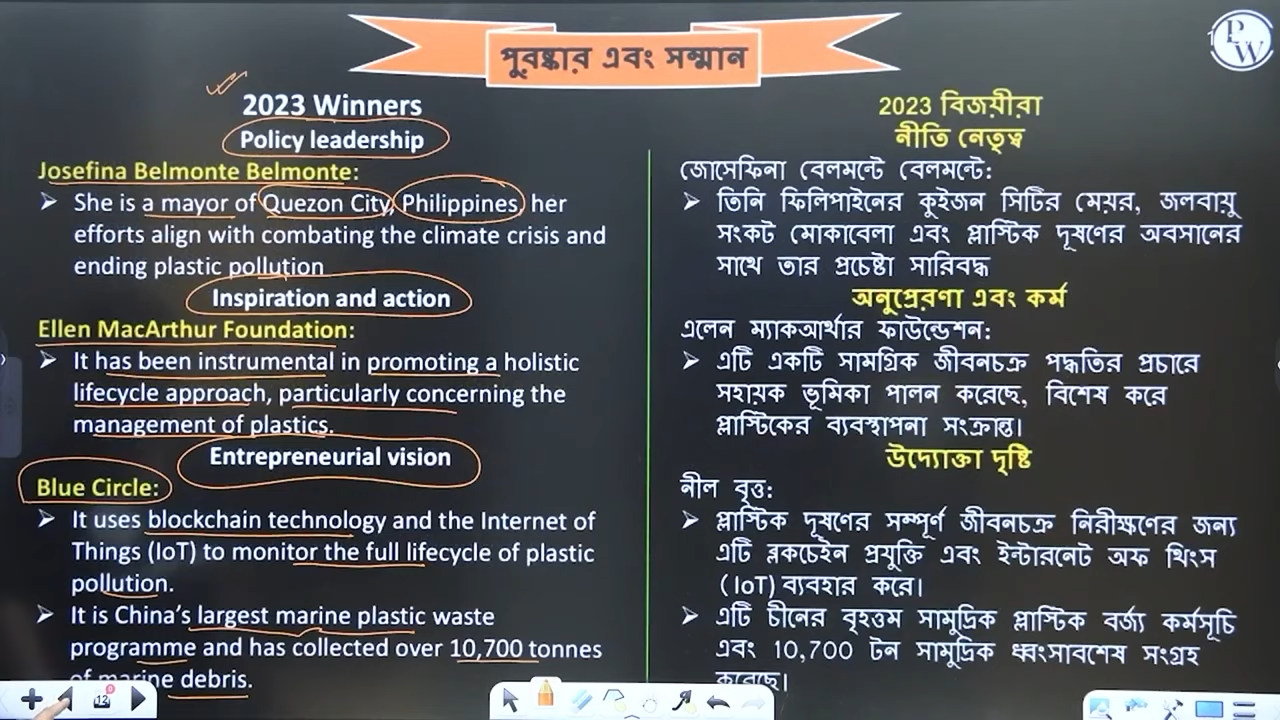 পুরষ্কার এবং সম্মান
PW
2023 Winners
Policy leadership
Josefina Belmonte Belmonte:
➢ She is a mayor of Quezon City, Philippines, her
efforts align with combating the climate crisis and
ending plastic pollution
Inspiration and action
Ellen MacArthur Foundation:
➢ It has been instrumental in promoting a holistic
lifecycle approach, particularly concerning the
management of plastics.
Entrepreneurial vision
Blue Circle:
➢ It uses blockchain technology and the Internet of
Things (IoT) to monitor the full lifecycle of plastic
pollution.
➢ It is China’s largest marine plastic waste
programme and has collected over 10,700 tonnes
of marine debris.
2023 বিজয়ীরা
নীতি নেতৃত্ব
জোসেফিনা বেলমন্টে বেলমন্টে:
➢ তিনি ফিলিপাইনের কুইজন সিটির মেয়র, জলবায়ু
সংকট মোকাবেলা এবং প্লাস্টিক দূষণের অবসানের
সাথে তার প্রচেষ্টা সারিবদ্ধ
অনুপ্রেরণা এবং কর্ম
এলেন ম্যাকআর্থার ফাউন্ডেশন:
➢ এটি একটি সামগ্রিক জীবনচক্র পদ্ধতির প্রচারে
সহায়ক ভূমিকা পালন করেছে, বিশেষ করে
প্লাস্টিকের ব্যবস্থাপনা সংক্রান্ত।
উদ্যোক্তা দৃষ্টি
নীল বৃত্ত:
➢ প্লাস্টিক দূষণের সম্পূর্ণ জীবনচক্র নিরীক্ষণের জন্য
এটি ব্লকচেইন প্রযুক্তি এবং ইন্টারনেট অফ থিংস
(IoT) ব্যবহার করে।
➢ এটি চীনের বৃহত্তম সামুদ্রিক প্লাস্টিক বর্জ্য কর্মসূচি
এবং 10,700 টন সামুদ্রিক ধ্বংসাবশেষ সংগ্রহ
করেছে।
12